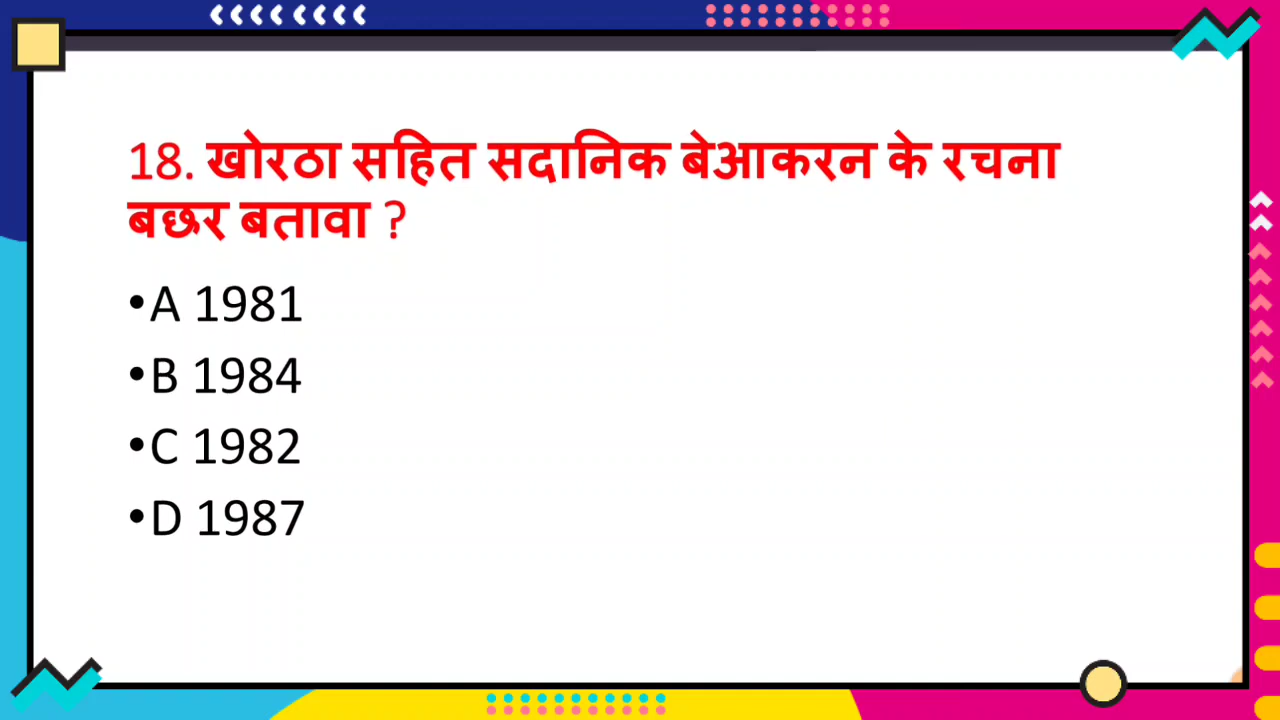 18. खोरठा सहित सदानिक बेआकरन के रचना
बछर बतावा ?
•A 1981
•B 1984
•C 1982
•D 1987